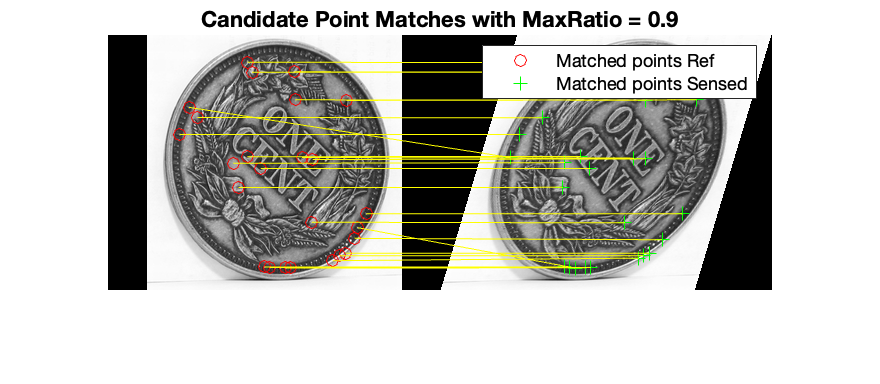 Candidate Point Matches with MaxRatio = 0.9
Matched points Ref
Matched points Sensed
ONE
CENT
ONE
CENT